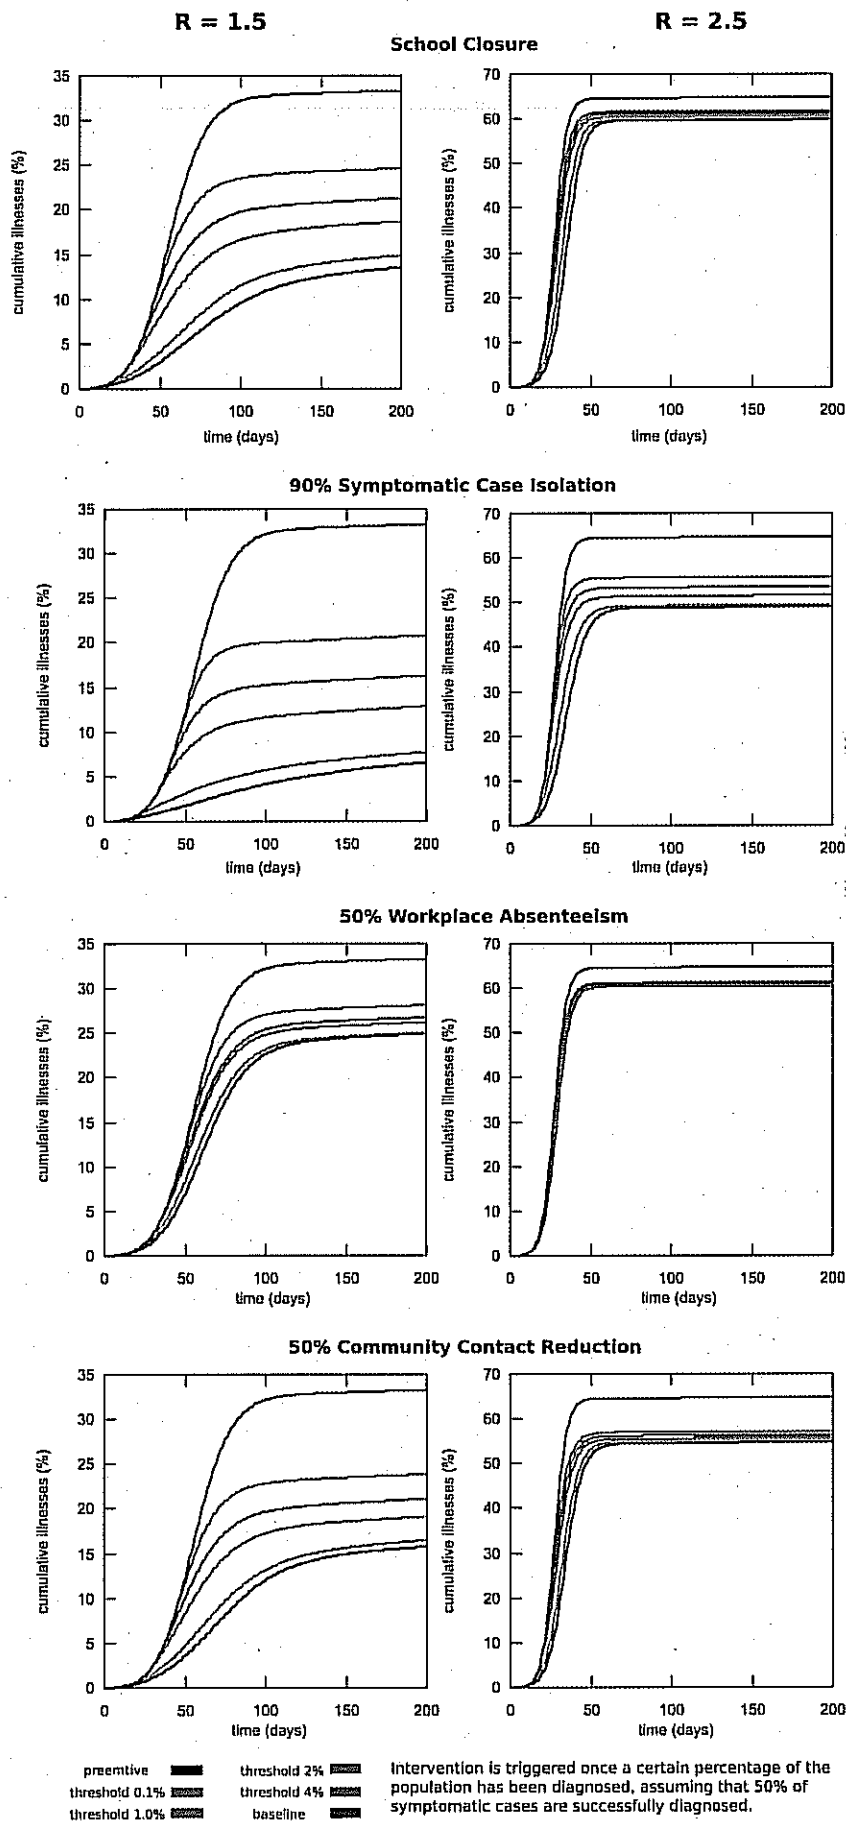 R = 1.5
R = 2.5
School Closure
35
30
25
20
15
10
5
0
0 50 100 150 200
cumulative illnesses (%)
time (days)
70
60
50
40
30
20
10
0
0 50 100 150 200
cumulative illnesses (%)
time (days)
90% Symptomatic Case Isolation
35
30
25
20
15
10
5
0
0 50 100 150 200
cumulative illnesses (%)
time (days)
70
60
50
40
30
20
10
0
0 50 100 150 200
cumulative illnesses (%)
time (days)
50% Workplace Absenteeism
35
30
25
20
15
10
5
0
0 50 100 150 200
cumulative illnesses (%)
time (days)
70
60
50
40
30
20
10
0
0 50 100 150 200
cumulative illnesses (%)
time (days)
50% Community Contact Reduction
35
30
25
20
15
10
5
0
0 50 100 150 200
cumulative illnesses (%)
time (days)
70
60
50
40
30
20
10
0
0 50 100 150 200
cumulative illnesses (%)
time (days)
preemtive
threshold 0.1%
threshold 1.0%
threshold 2%
threshold 4%
baseline
Intervention is triggered once a certain percentage of the
population has been diagnosed, assuming that 50% of
symptomatic cases are successfully diagnosed.